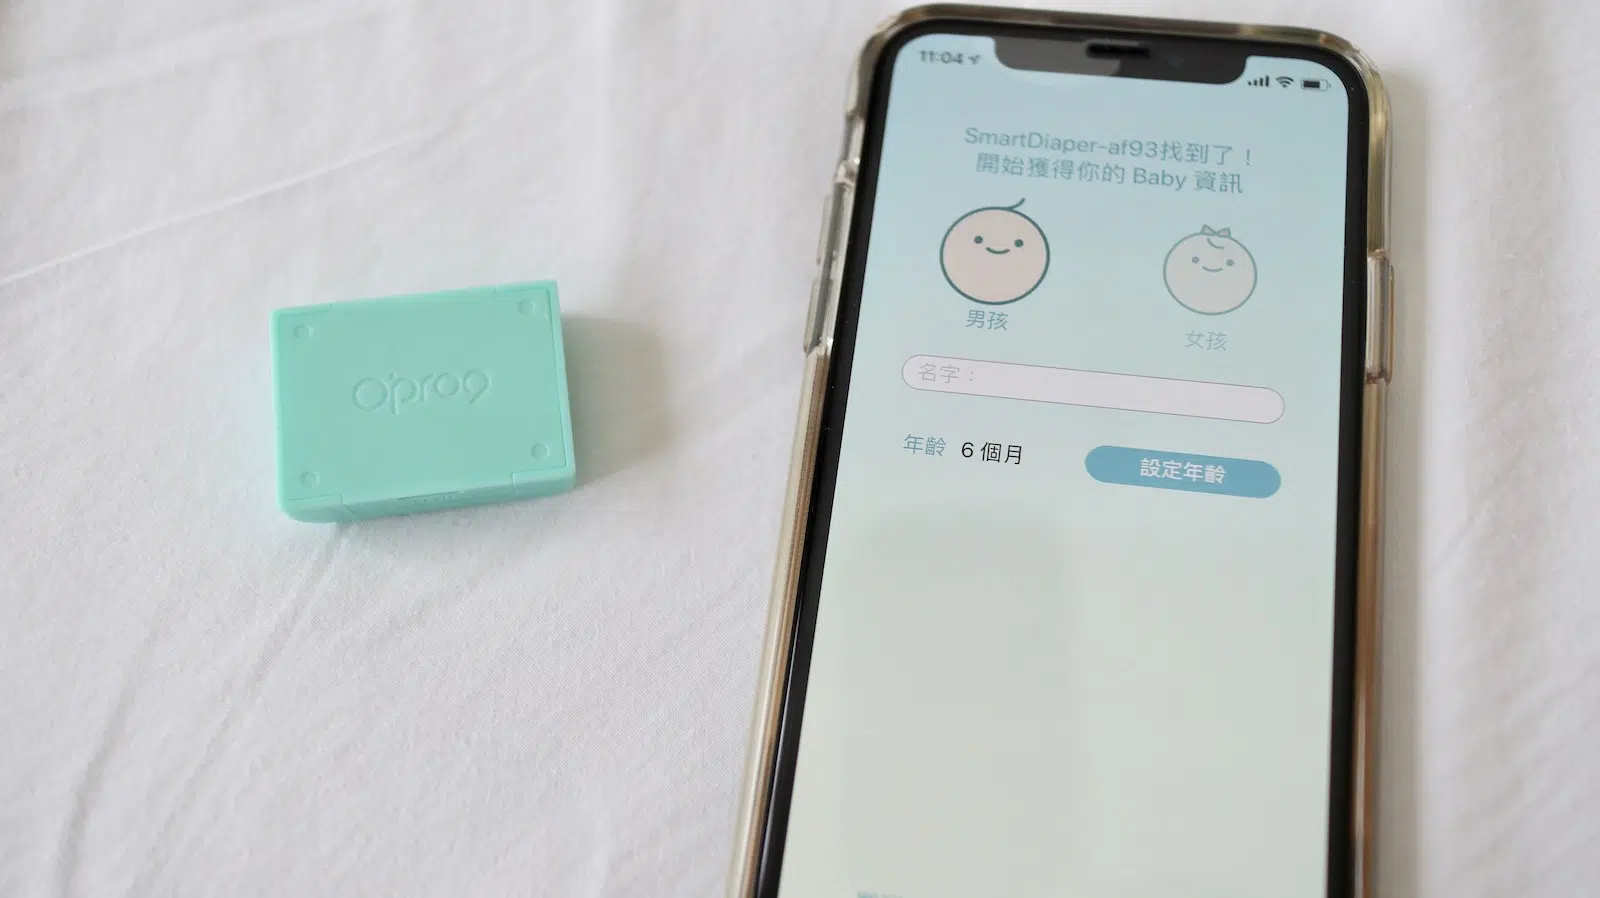 11:04
SmartDiaper-af93找到了！
開始獲得你的 Baby 資訊
男孩
女孩
名字：
年齡 6 個月
設定年齡
O'prog